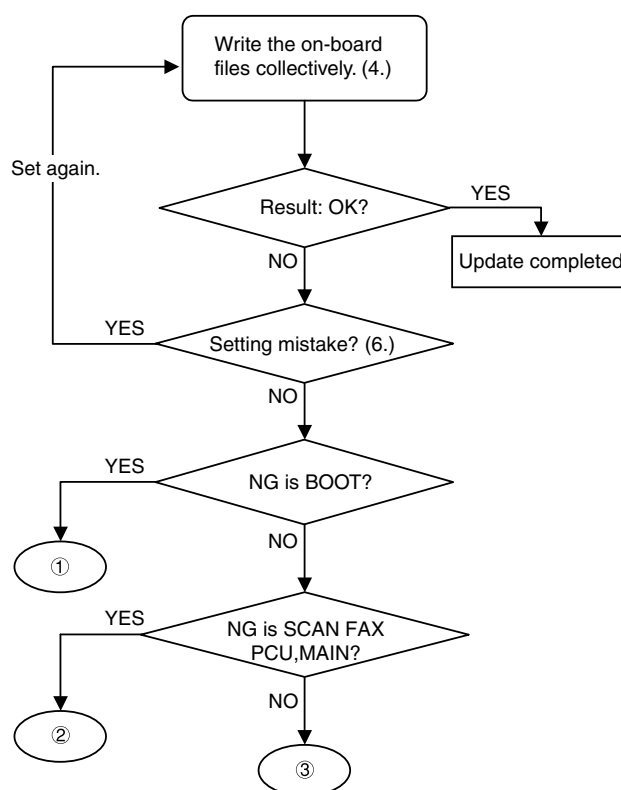 Write the on-board
files collectively. (4.)
Set again.
Result: OK?
YES
Update completed
NO
YES
Setting mistake? (6.)
NO
YES
NG is BOOT?
①
NO
YES
NG is SCAN FAX
PCU,MAIN?
NO
②
③